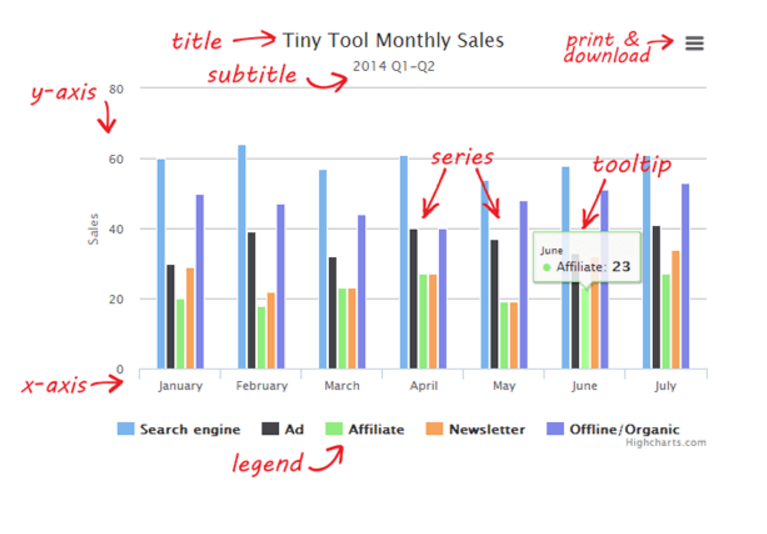 title
Tiny Tool Monthly Sales
print &
download
subtitle
2014 Q1-Q2
y-axis
80
60
40
20
0
Sales
series
tooltip
June
Affiliate: 23
x-axis
January February March April May June July
Search engine Ad Affiliate Newsletter Offline/Organic
Highcharts.com
legend